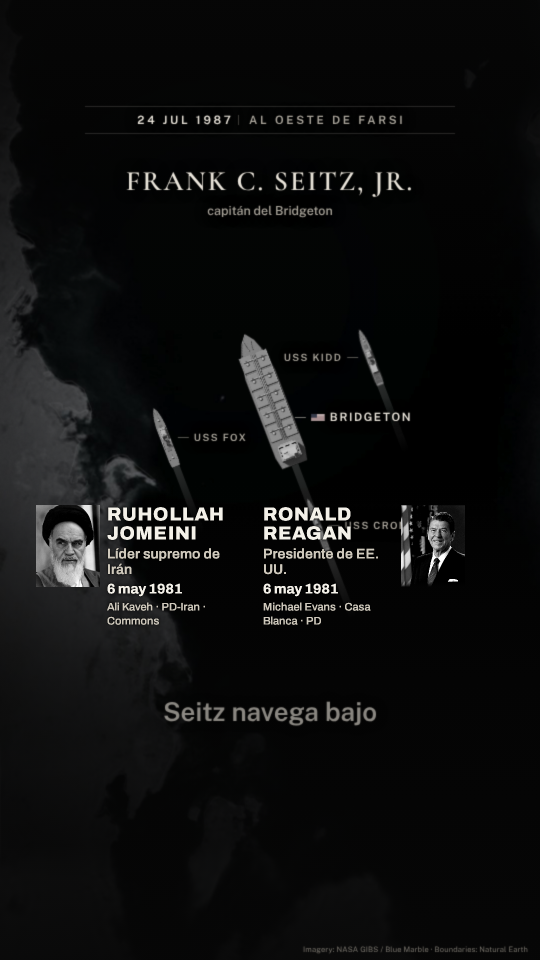 24 JUL 1987 | AL OESTE DE FARSI
FRANK C. SEITZ, JR.
capitán del Bridgeton
USS KIDD
BRIDGETON
USS FOX
RUHOLLAH
JOMEINI
Líder supremo de
Irán
6 may 1981
Ali Kaveh · PD-Iran ·
Commons
RONALD
REAGAN
Presidente de EE.
UU.
6 may 1981
Michael Evans · Casa
Blanca · PD
USS
Seitz navega bajo
Imagery: NASA GIBS / Blue Marble · Boundaries: Natural Earth